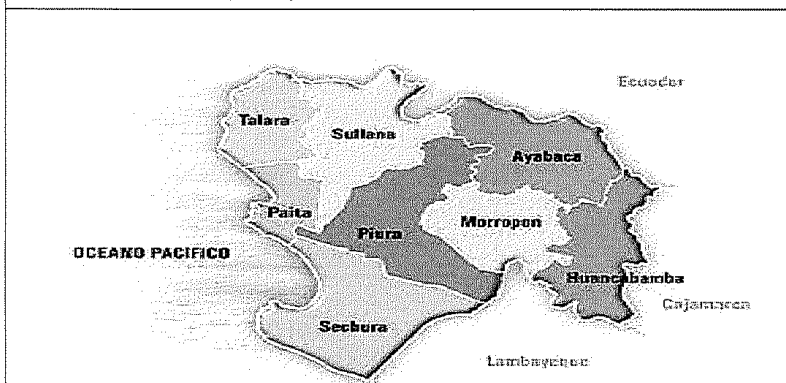 Ecuador
Talara
Sullana
Ayabaca
Paita
Piura
Morropon
OCEANO PACIFICO
Huancabamba
Cajamarca
Sechura
Lambayeque